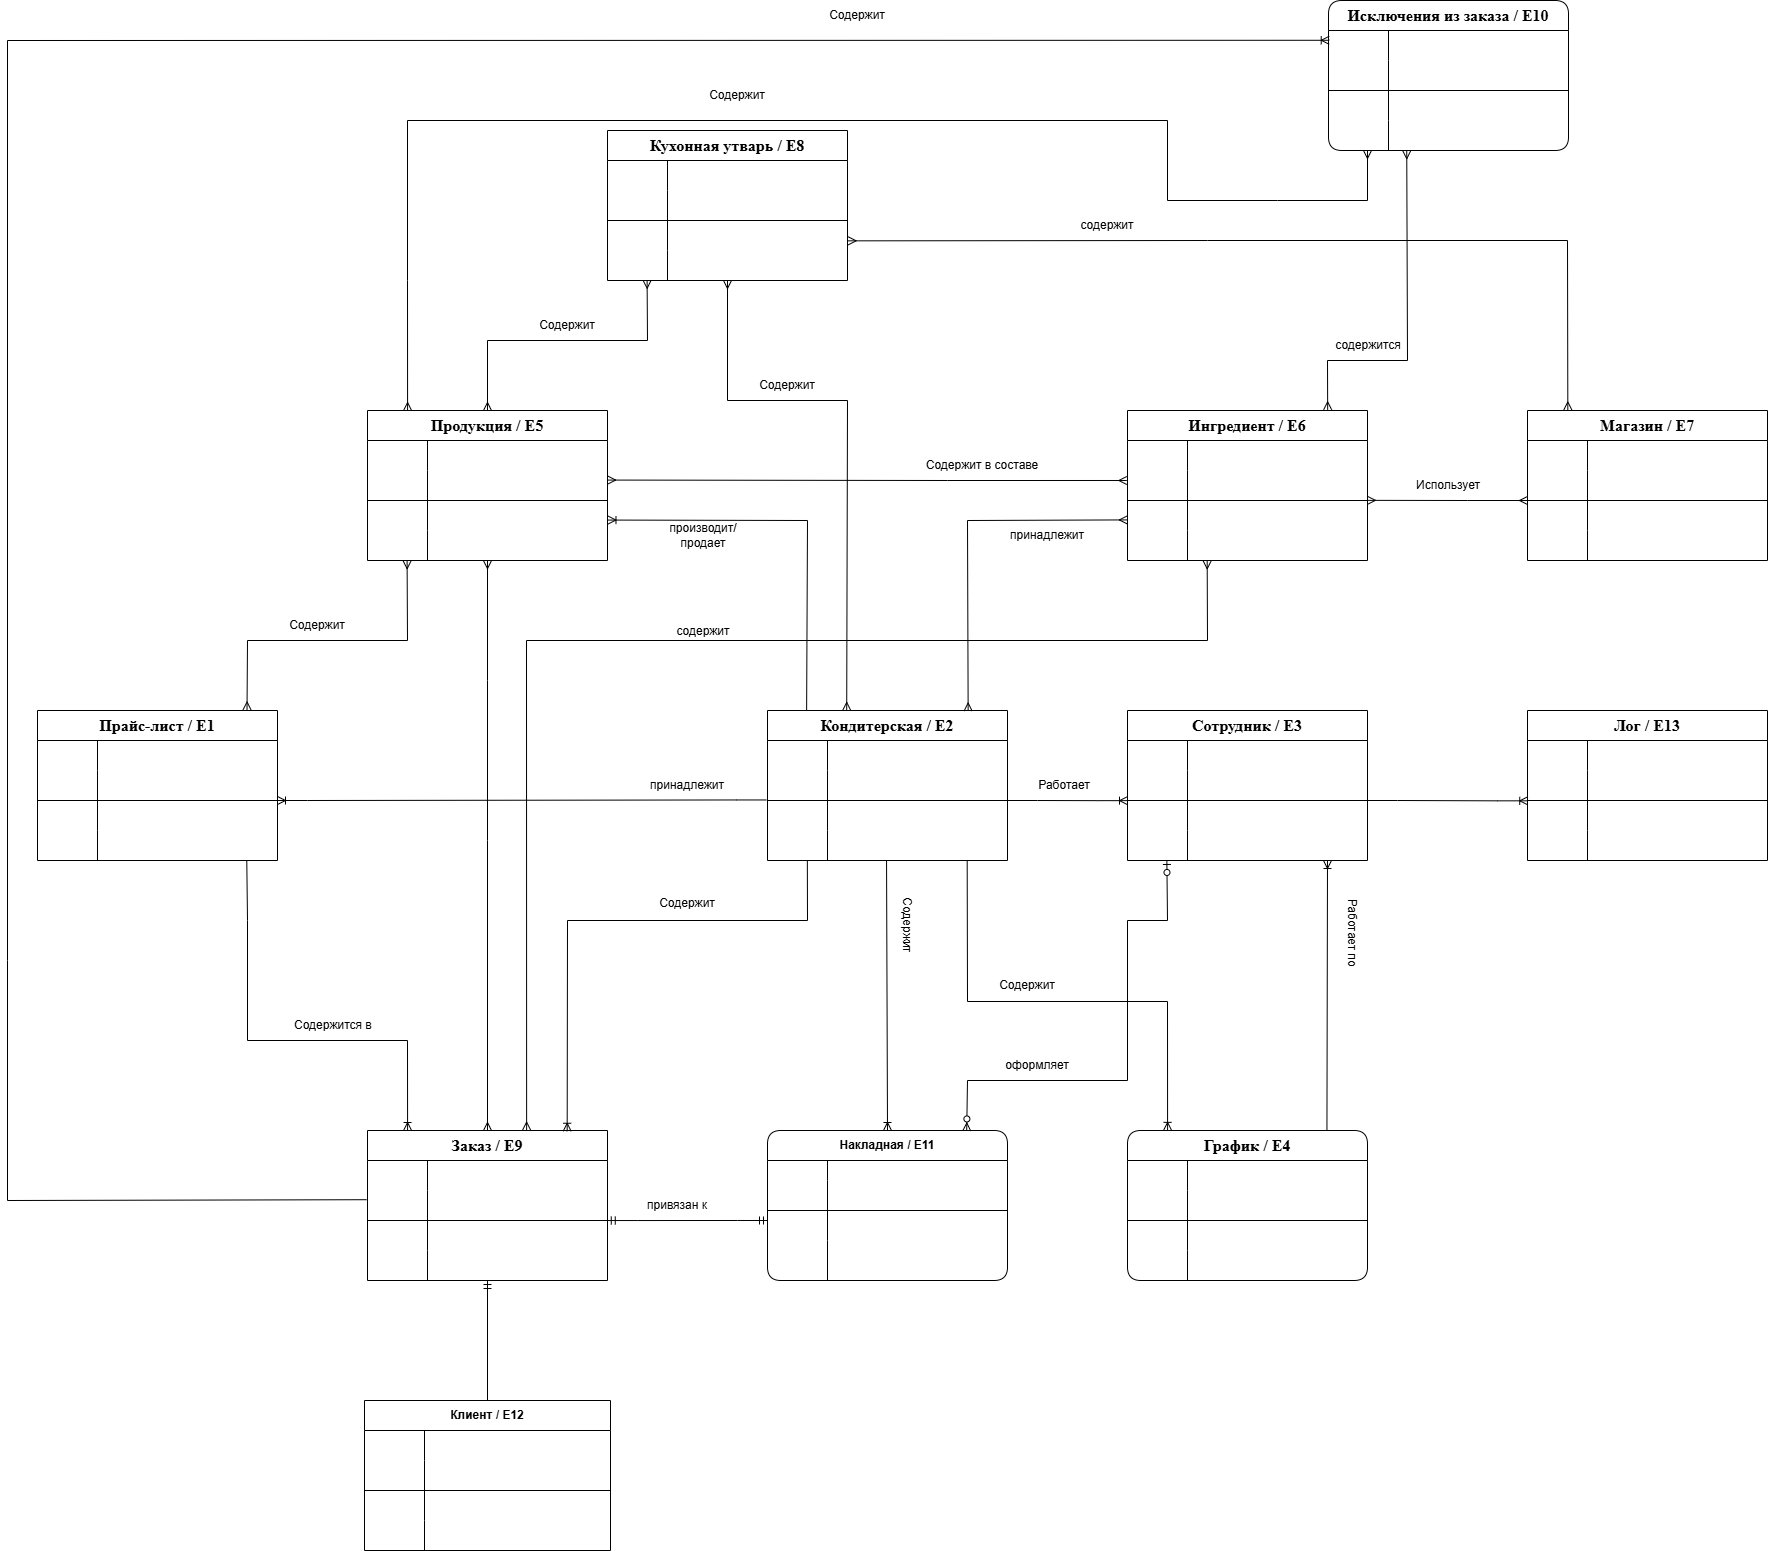 Содержит
Исключения из заказа / E10
Содержит
Кухонная утварь / E8
содержит
Содержит
содержится
Содержит
Продукция / E5
Ингредиент / E6
Магазин / E7
Содержит в составе
Использует
производит/
продает
принадлежит
Содержит
содержит
Прайс-лист / E1
Кондитерская / E2
Сотрудник / E3
Лог / E13
принадлежит
Работает
Содержит
Содержит
Работает по
Содержит
Содержится в
оформляет
Заказ / E9
Накладная / E11
График / E4
привязан к
Клиент / E12